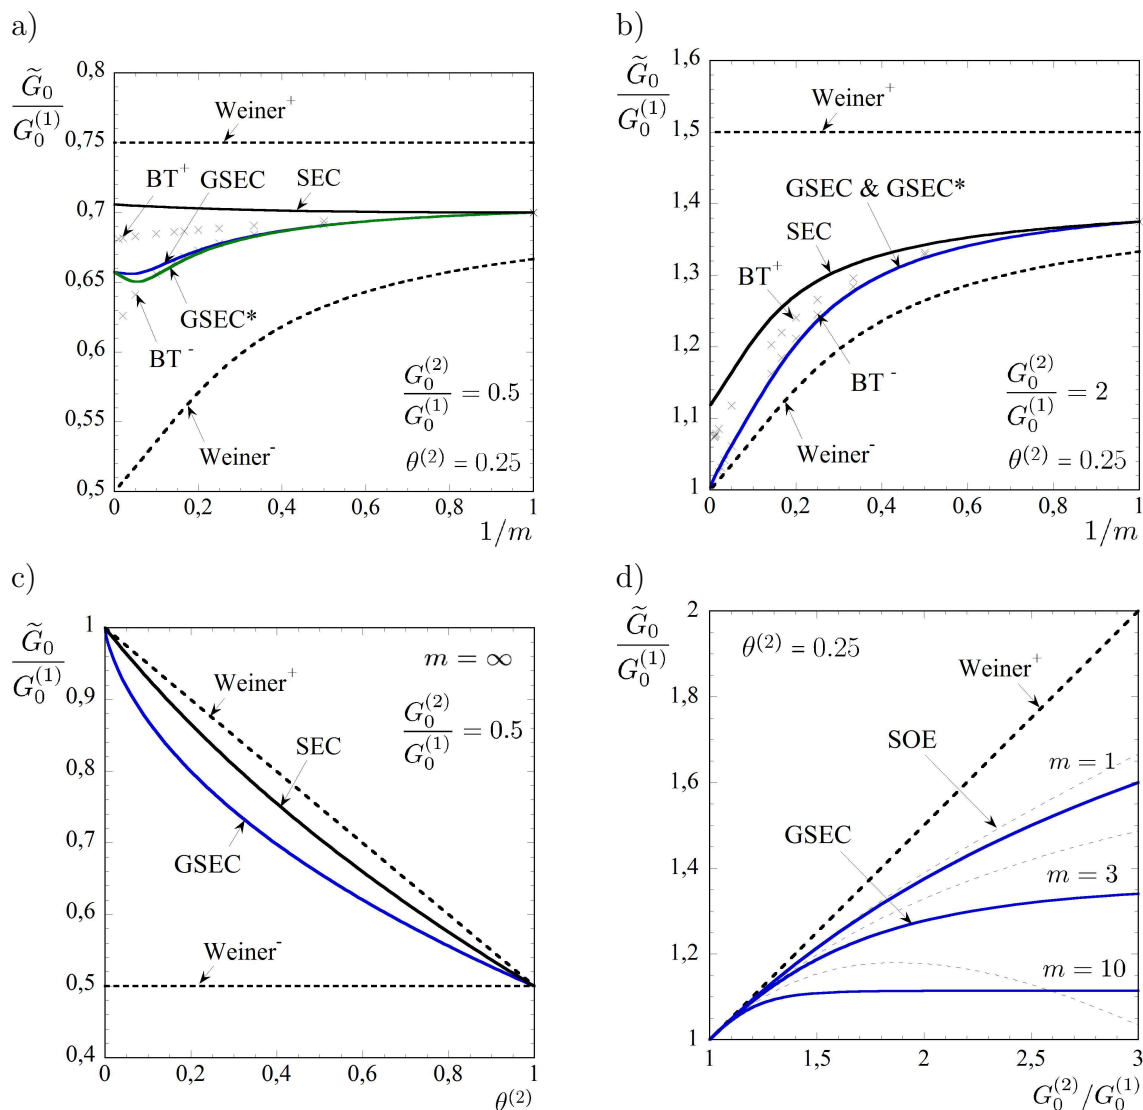 a)
G̃₀/G₀⁽¹⁾
0,8
0,75
0,7
0,65
0,6
0,55
0,5
Weiner⁺
BT⁺
GSEC
SEC
GSEC*
BT⁻
Weiner⁻
G₀⁽²⁾/G₀⁽¹⁾ = 0.5
θ⁽²⁾ = 0.25
0 0,2 0,4 0,6 0,8 1
1/m
b)
G̃₀/G₀⁽¹⁾
1,6
1,5
1,4
1,3
1,2
1,1
1
Weiner⁺
GSEC & GSEC*
SEC
BT⁺
BT⁻
Weiner⁻
G₀⁽²⁾/G₀⁽¹⁾ = 2
θ⁽²⁾ = 0.25
0 0,2 0,4 0,6 0,8 1
1/m
c)
G̃₀/G₀⁽¹⁾
1
0,9
0,8
0,7
0,6
0,5
0,4
m = ∞
Weiner⁺
G₀⁽²⁾/G₀⁽¹⁾ = 0.5
SEC
GSEC
Weiner⁻
0 0,2 0,4 0,6 0,8 1
θ⁽²⁾
d)
G̃₀/G₀⁽¹⁾
2
1,8
1,6
1,4
1,2
1
θ⁽²⁾ = 0.25
Weiner⁺
SOE
m = 1
GSEC
m = 3
m = 10
1 1,5 2 2,5 3
G₀⁽²⁾/G₀⁽¹⁾